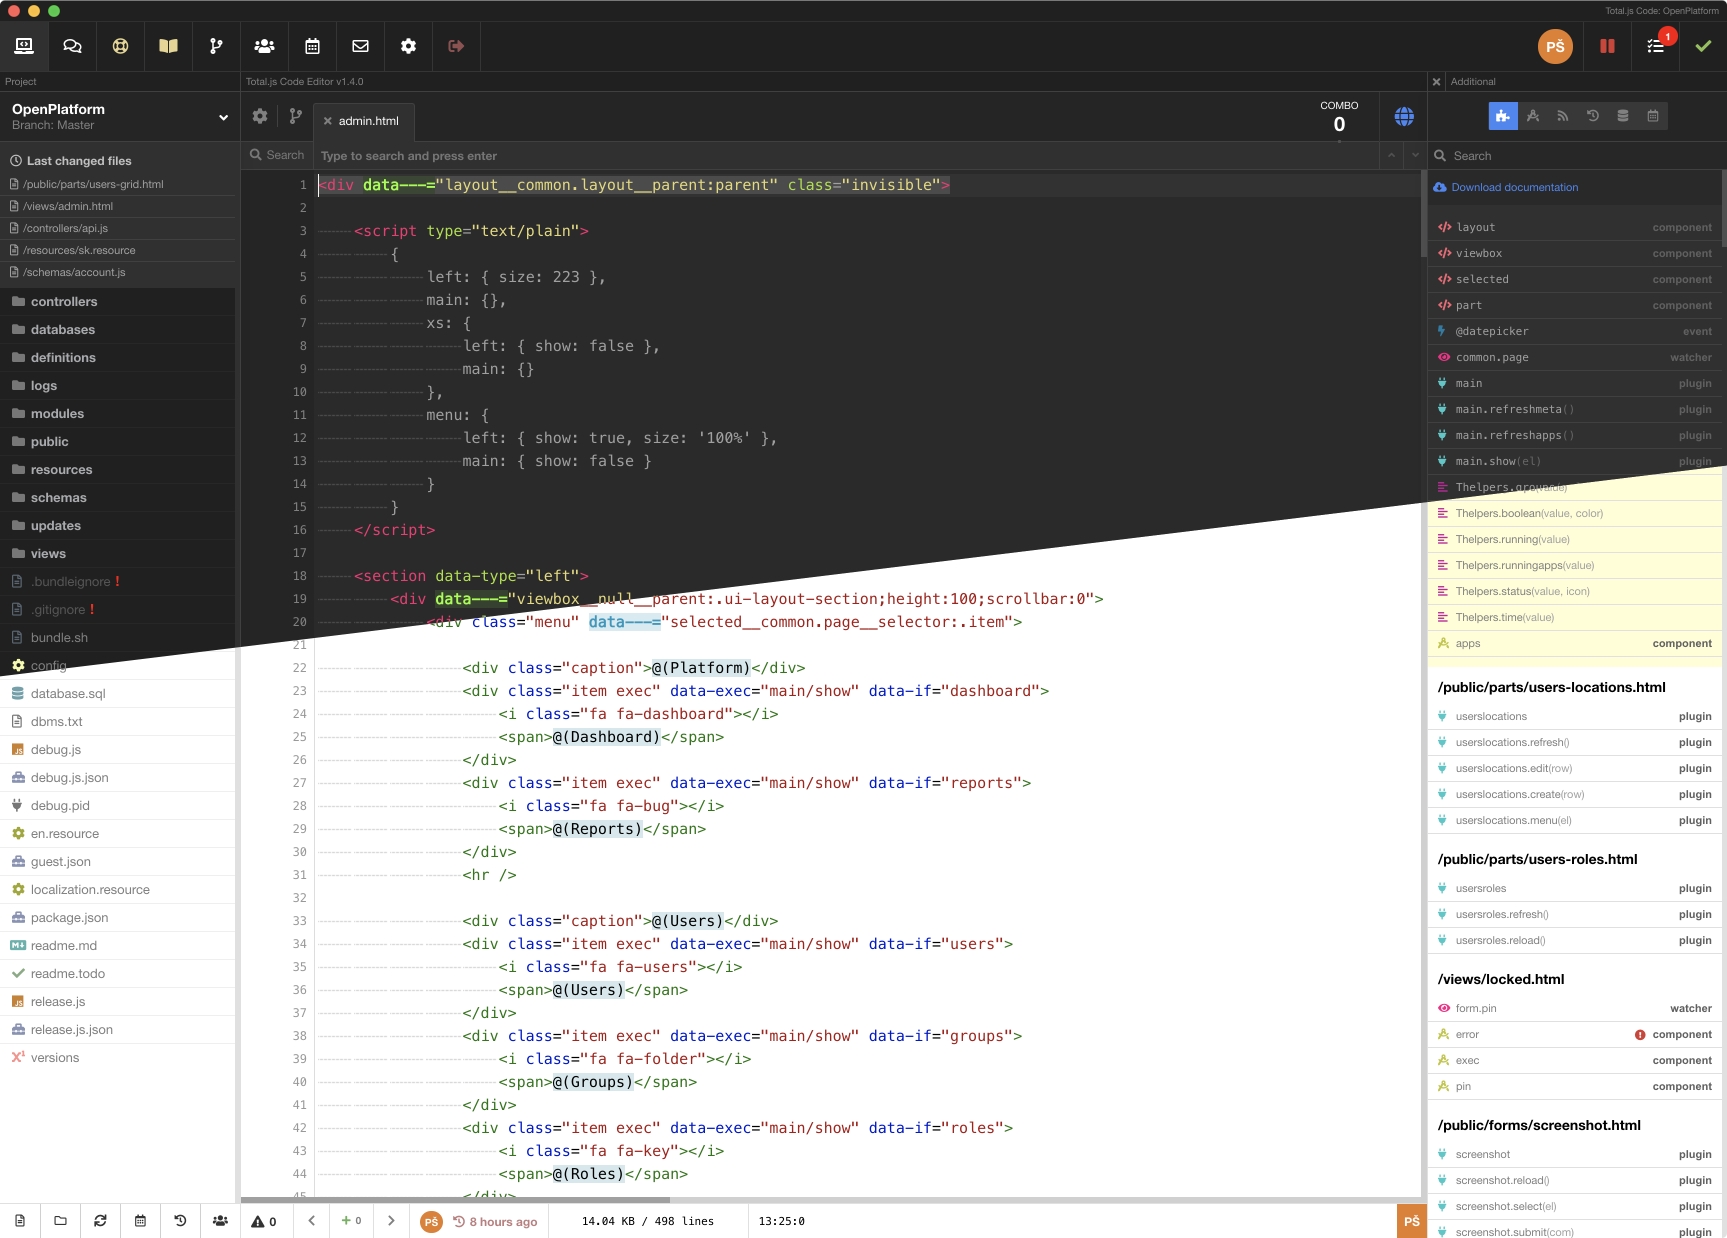 Total.js Code: OpenPlatform
PŠ
1
Project
Total.js Code Editor v1.4.0
Additional
OpenPlatform
Branch: Master
admin.html
COMBO
0
Search
Type to search and press enter
Search
Last changed files
/public/parts/users-grid.html
/views/admin.html
/controllers/api.js
/resources/sk.resource
/schemas/account.js
controllers
databases
definitions
logs
modules
public
resources
schemas
updates
views
.bundleignore !
.gitignore !
bundle.sh
config
database.sql
dbms.txt
debug.js
debug.js.json
debug.pid
en.resource
guest.json
localization.resource
package.json
readme.md
readme.todo
release.js
release.js.json
versions
1 <div data---="layout__common.layout__parent:parent" class="invisible">
2
3 <script type="text/plain">
4 {
5 left: { size: 223 },
6 main: {},
7 xs: {
8 left: { show: false },
9 main: {}
10 },
11 menu: {
12 left: { show: true, size: '100%' },
13 main: { show: false }
14 }
15 }
16 </script>
17
18 <section data-type="left">
19 <div data---="viewbox__null__parent:.ui-layout-section;height:100;scrollbar:0">
20 <div class="menu" data---="selected__common.page__selector:.item">
21
22 <div class="caption">@(Platform)</div>
23 <div class="item exec" data-exec="main/show" data-if="dashboard">
24 <i class="fa fa-dashboard"></i>
25 <span>@(Dashboard)</span>
26 </div>
27 <div class="item exec" data-exec="main/show" data-if="reports">
28 <i class="fa fa-bug"></i>
29 <span>@(Reports)</span>
30 </div>
31 <hr />
32
33 <div class="caption">@(Users)</div>
34 <div class="item exec" data-exec="main/show" data-if="users">
35 <i class="fa fa-users"></i>
36 <span>@(Users)</span>
37 </div>
38 <div class="item exec" data-exec="main/show" data-if="groups">
39 <i class="fa fa-folder"></i>
40 <span>@(Groups)</span>
41 </div>
42 <div class="item exec" data-exec="main/show" data-if="roles">
43 <i class="fa fa-key"></i>
44 <span>@(Roles)</span>
45 </div>
Download documentation
layout component
viewbox component
selected component
part component
@datepicker event
common.page watcher
main plugin
main.refreshmeta() plugin
main.refreshapps() plugin
main.show(el) plugin
Thelpers.boolean(value, color)
Thelpers.running(value)
Thelpers.runningapps(value)
Thelpers.status(value, icon)
Thelpers.time(value)
apps component
/public/parts/users-locations.html
userslocations plugin
userslocations.refresh() plugin
userslocations.edit(row) plugin
userslocations.create(row) plugin
userslocations.menu(el) plugin
/public/parts/users-roles.html
usersroles plugin
usersroles.refresh() plugin
usersroles.reload() plugin
/views/locked.html
form.pin watcher
error component
exec component
pin component
/public/forms/screenshot.html
screenshot plugin
screenshot.reload() plugin
screenshot.select(el) plugin
screenshot.submit(com) plugin
0
+ 0
PŠ
8 hours ago
14.04 KB / 498 lines
13:25:0
PŠ